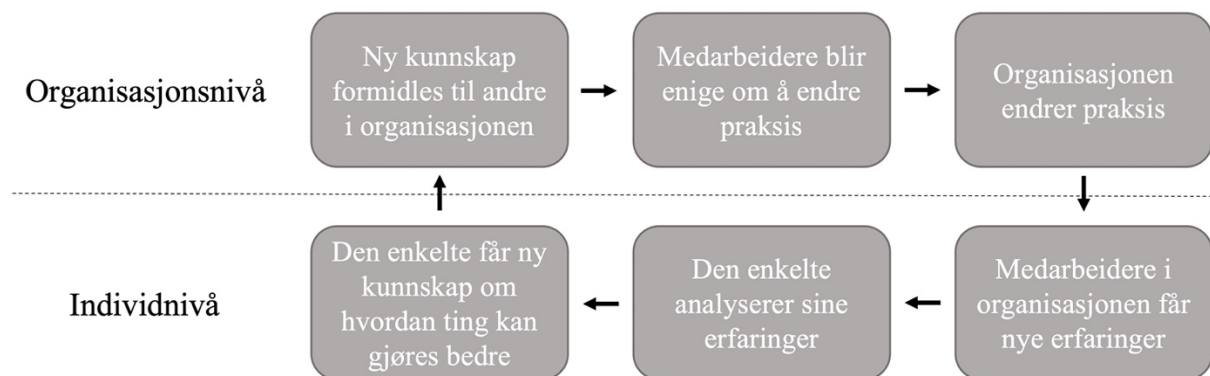 Organisasjonsnivå
Ny kunnskap
formidles til andre
i organisasjonen
Medarbeidere blir
enige om å endre
praksis
Organisasjonen
endrer praksis
Individnivå
Den enkelte får ny
kunnskap om
hvordan ting kan
gjøres bedre
Den enkelte
analyserer sine
erfaringer
Medarbeidere i
organisasjonen får
nye erfaringer